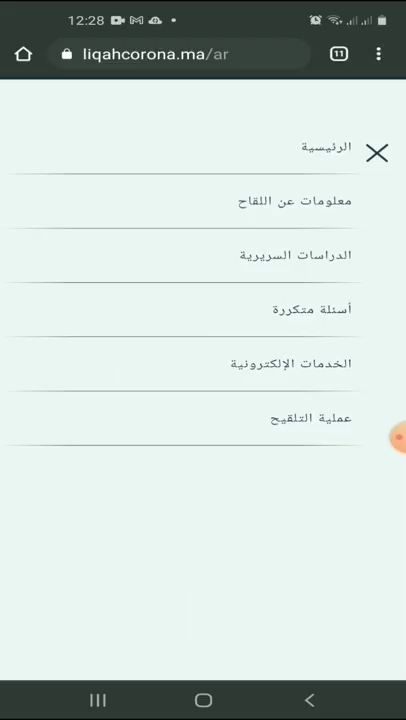 12:28
liqahcorona.ma/ar
11
الرئيسية
معلومات عن اللقاح
الدراسات السريرية
أسئلة متكررة
الخدمات الإلكترونية
عملية التلقيح